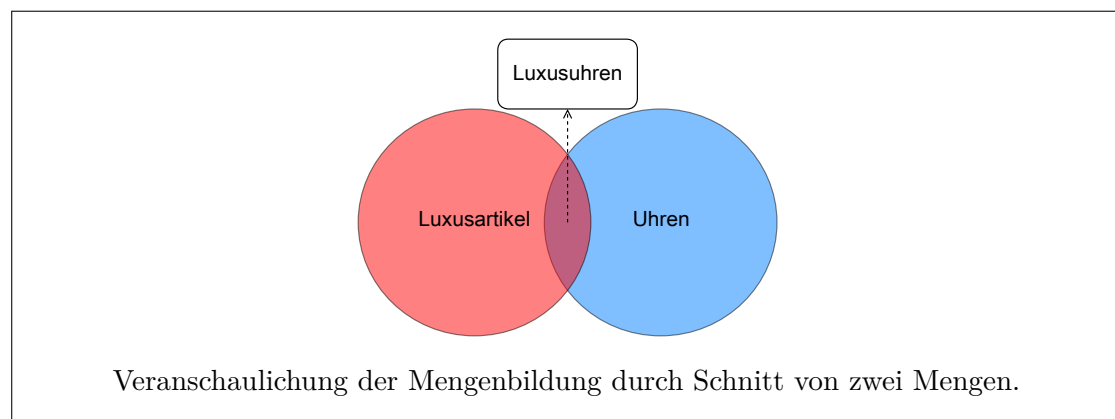 Luxusuhren
Luxusartikel
Uhren
Veranschaulichung der Mengenbildung durch Schnitt von zwei Mengen.